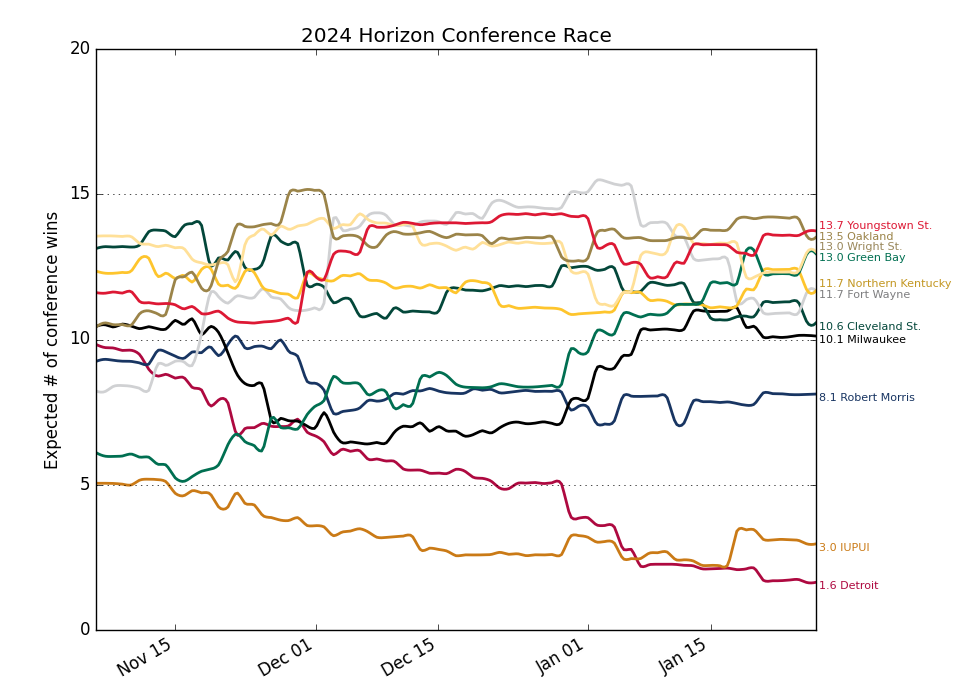 2024 Horizon Conference Race
Expected # of conference wins
20
15
10
5
0
Nov 15
Dec 01
Dec 15
Jan 01
Jan 15
13.7 Youngstown St.
13.5 Oakland
13.0 Wright St.
13.0 Green Bay
11.7 Northern Kentucky
11.7 Fort Wayne
10.6 Cleveland St.
10.1 Milwaukee
8.1 Robert Morris
3.0 IUPUI
1.6 Detroit